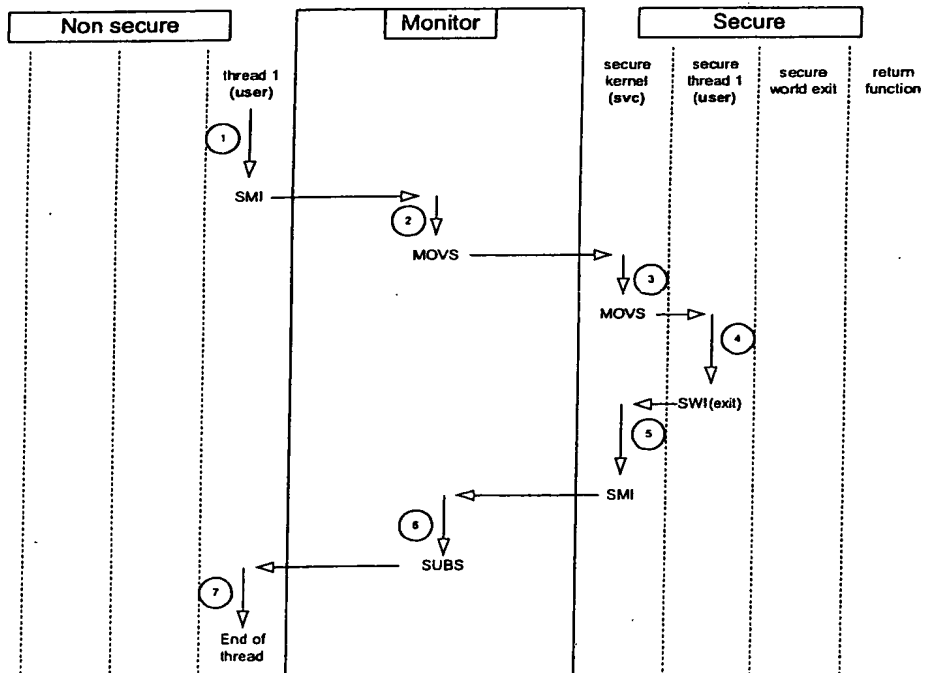 Non secure
Monitor
Secure
thread 1
(user)
secure
kernel
(svc)
secure
thread 1
(user)
secure
world exit
return
function
1
SMI
2
MOVS
3
MOVS
4
SWI(exit)
5
SMI
6
SUBS
7
End of
thread